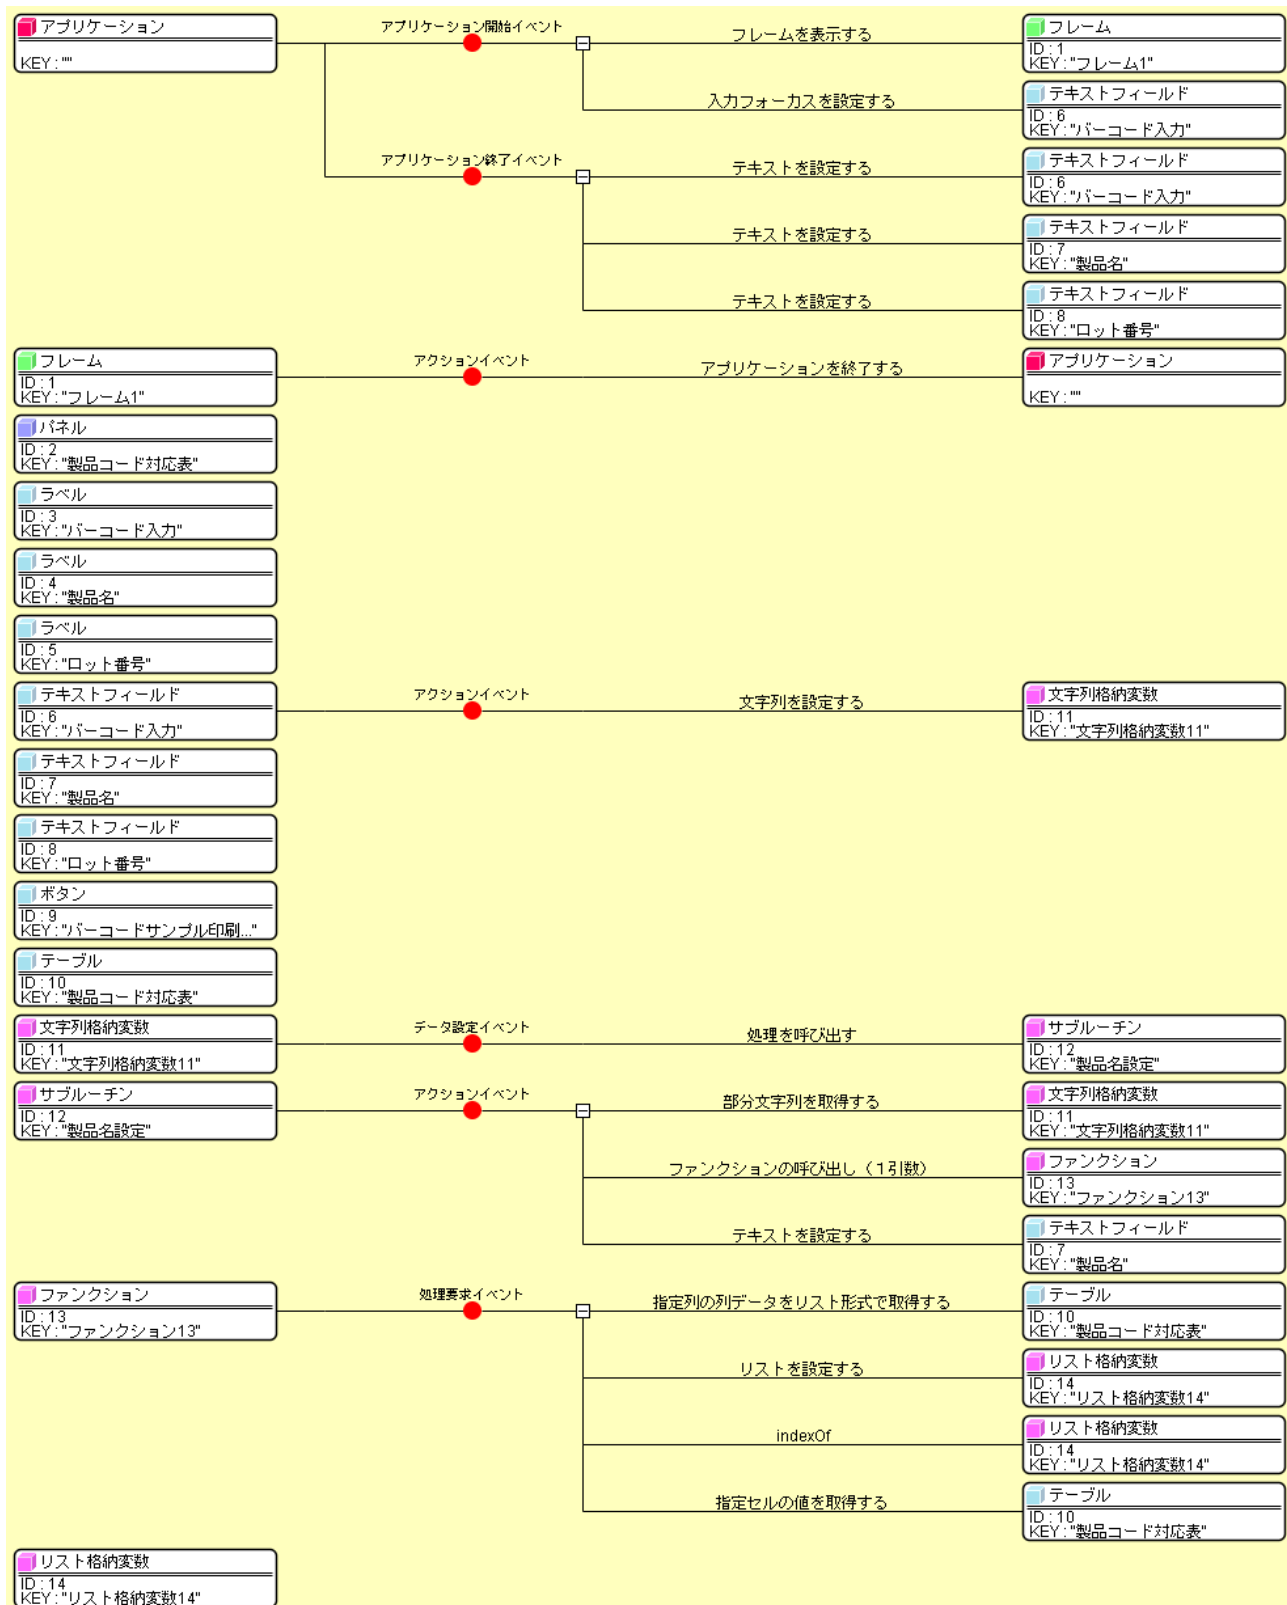 アプリケーション
KEY : ""
アプリケーション開始イベント
フレームを表示する
フレーム
ID : 1
KEY : "フレーム1"
入力フォーカスを設定する
テキストフィールド
ID : 6
KEY : "バーコード入力"
アプリケーション終了イベント
テキストを設定する
テキストフィールド
ID : 6
KEY : "バーコード入力"
テキストを設定する
テキストフィールド
ID : 7
KEY : "製品名"
テキストを設定する
テキストフィールド
ID : 8
KEY : "ロット番号"
フレーム
ID : 1
KEY : "フレーム1"
アクションイベント
アプリケーションを終了する
アプリケーション
KEY : ""
パネル
ID : 2
KEY : "製品コード対応表"
ラベル
ID : 3
KEY : "バーコード入力"
ラベル
ID : 4
KEY : "製品名"
ラベル
ID : 5
KEY : "ロット番号"
テキストフィールド
ID : 6
KEY : "バーコード入力"
アクションイベント
文字列を設定する
文字列格納変数
ID : 11
KEY : "文字列格納変数11"
テキストフィールド
ID : 7
KEY : "製品名"
テキストフィールド
ID : 8
KEY : "ロット番号"
ボタン
ID : 9
KEY : "バーコードサンプル印刷..."
テーブル
ID : 10
KEY : "製品コード対応表"
文字列格納変数
ID : 11
KEY : "文字列格納変数11"
データ設定イベント
処理を呼び出す
サブルーチン
ID : 12
KEY : "製品名設定"
サブルーチン
ID : 12
KEY : "製品名設定"
アクションイベント
部分文字列を取得する
文字列格納変数
ID : 11
KEY : "文字列格納変数11"
ファンクションの呼び出し（１引数）
ファンクション
ID : 13
KEY : "ファンクション13"
テキストを設定する
テキストフィールド
ID : 7
KEY : "製品名"
ファンクション
ID : 13
KEY : "ファンクション13"
処理要求イベント
指定列の列データをリスト形式で取得する
テーブル
ID : 10
KEY : "製品コード対応表"
リストを設定する
リスト格納変数
ID : 14
KEY : "リスト格納変数14"
indexOf
リスト格納変数
ID : 14
KEY : "リスト格納変数14"
指定セルの値を取得する
テーブル
ID : 10
KEY : "製品コード対応表"
リスト格納変数
ID : 14
KEY : "リスト格納変数14"